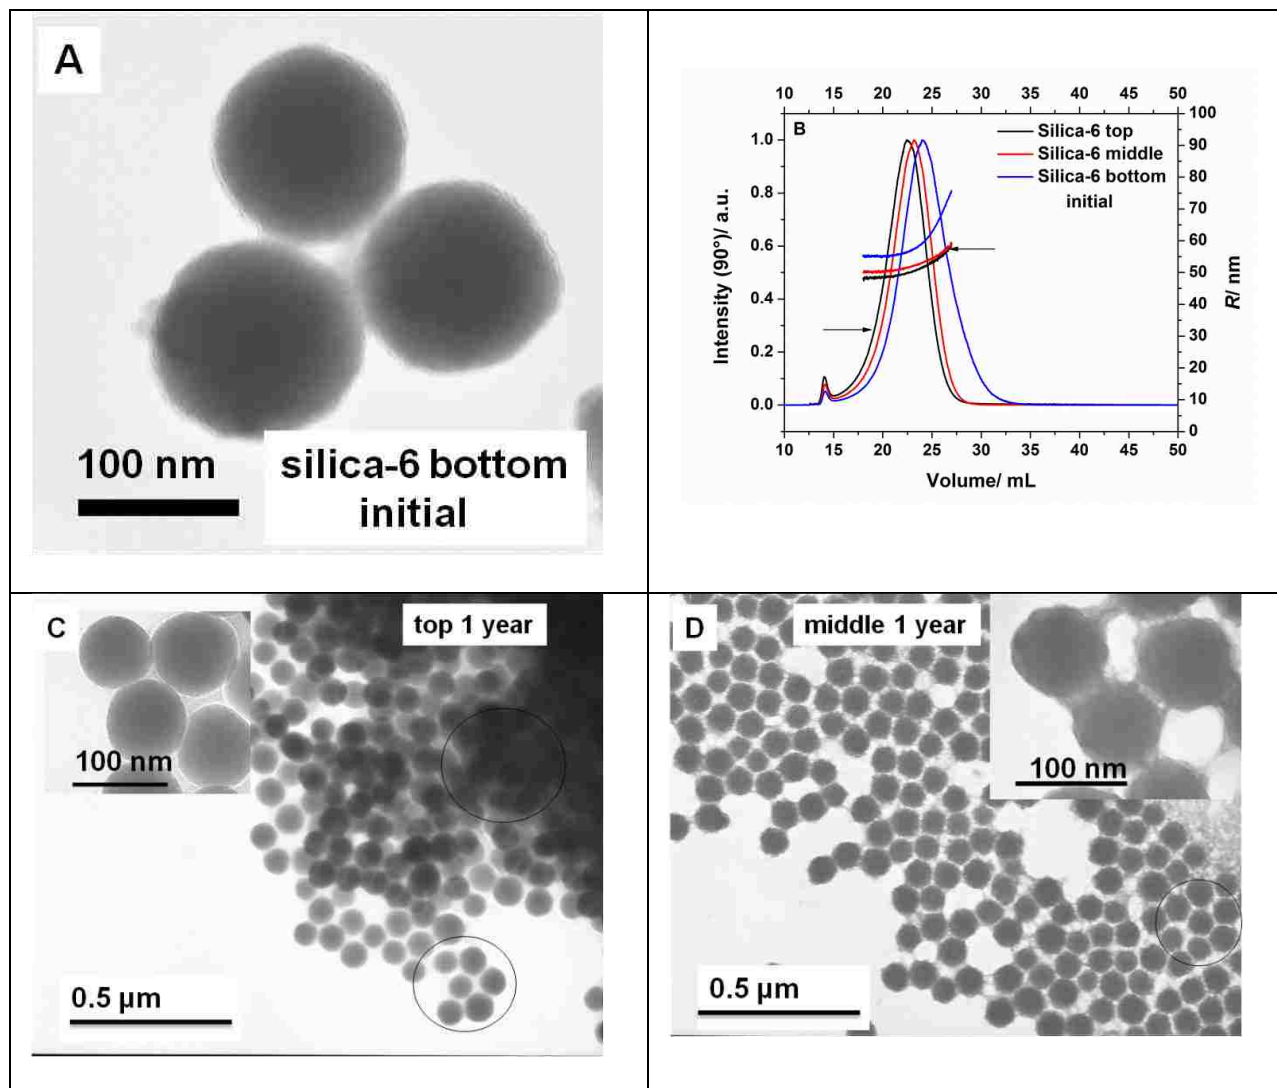 A
100 nm
silica-6 bottom
initial
10 15 20 25 30 35 40 45 50
B
Silica-6 top
Silica-6 middle
Silica-6 bottom
initial
1.0
0.8
0.6
0.4
0.2
0.0
Intensity (90°)/ a.u.
100
90
80
70
60
50
40
30
20
10
0
R/ nm
10 15 20 25 30 35 40 45 50
Volume/ mL
C
top 1 year
100 nm
0.5 µm
D
middle 1 year
100 nm
0.5 µm